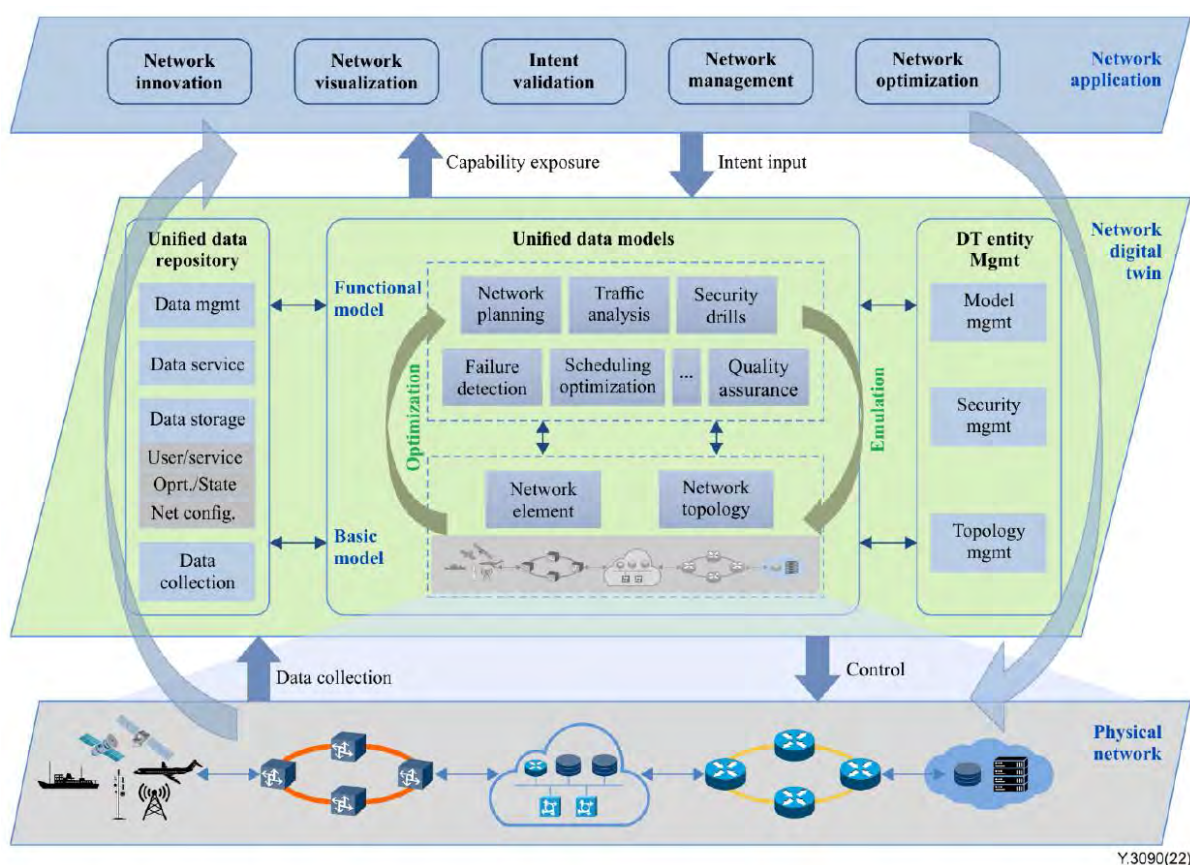 Network
innovation
Network
visualization
Intent
validation
Network
management
Network
optimization
Network
application
Capability exposure
Intent input
Unified data
repository
Data mgmt
Data service
Data storage
User/service
Oprt./State
Net config.
Data
collection
Unified data models
Functional
model
Network
planning
Traffic
analysis
Security
drills
Failure
detection
Scheduling
optimization
...
Quality
assurance
Optimization
Emulation
Basic
model
Network
element
Network
topology
DT entity
Mgmt
Model
mgmt
Security
mgmt
Topology
mgmt
Network
digital
twin
Data collection
Control
Physical
network
Y.3090(22)